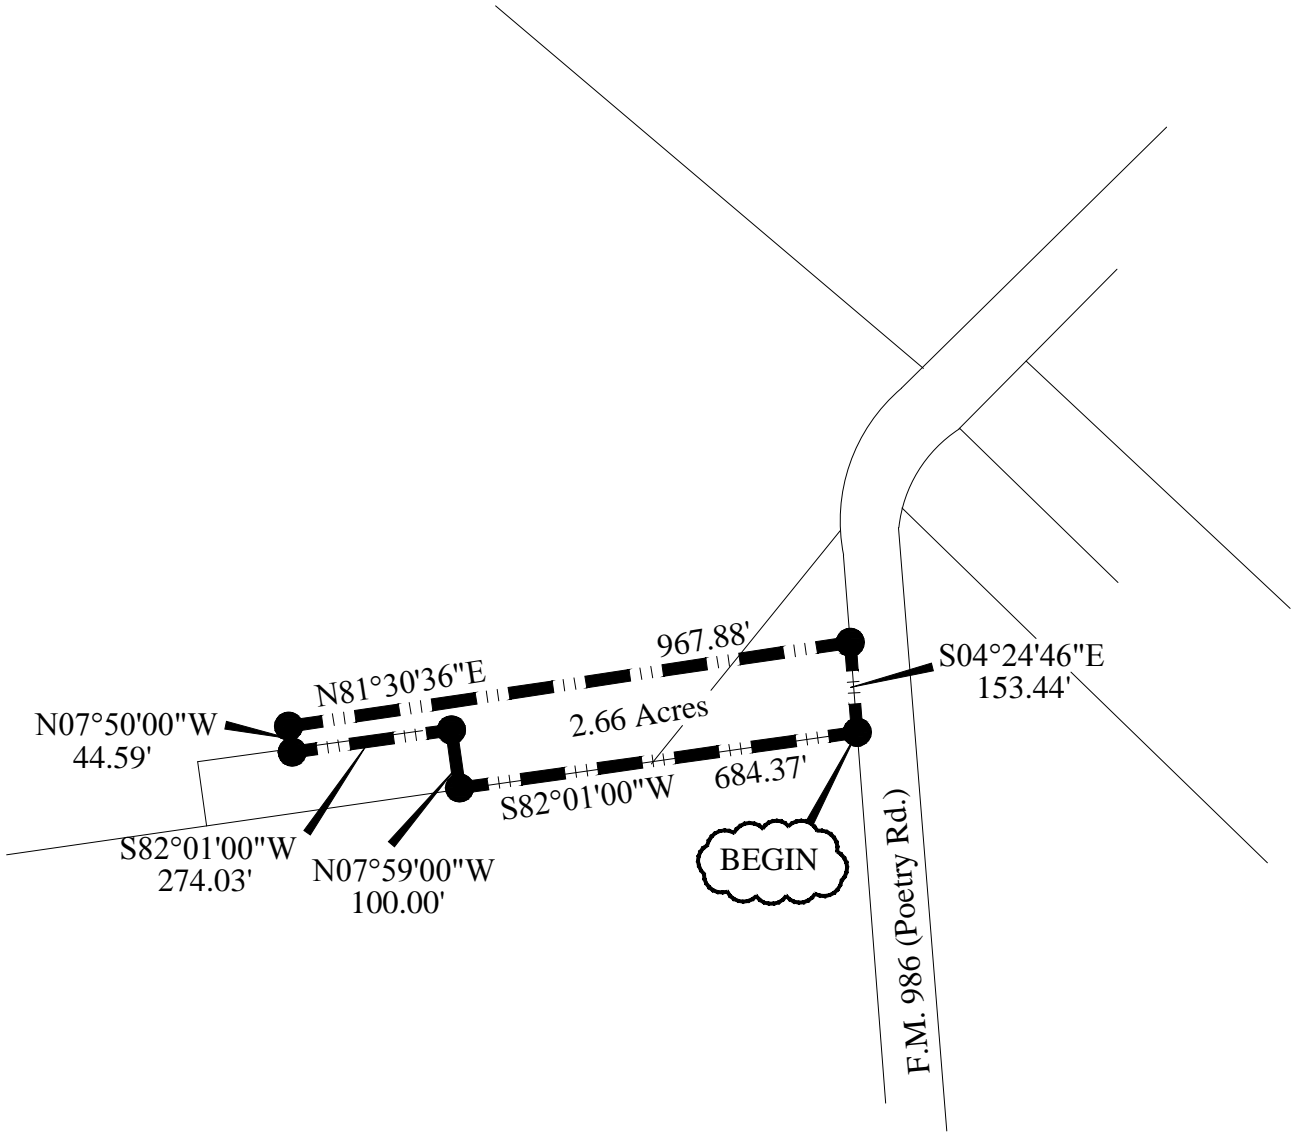 967.88'
N81°30'36"E
S04°24'46"E
153.44'
N07°50'00"W
44.59'
2.66 Acres
684.37'
S82°01'00"W
S82°01'00"W
274.03'
N07°59'00"W
100.00'
BEGIN
F.M. 986 (Poetry Rd.)